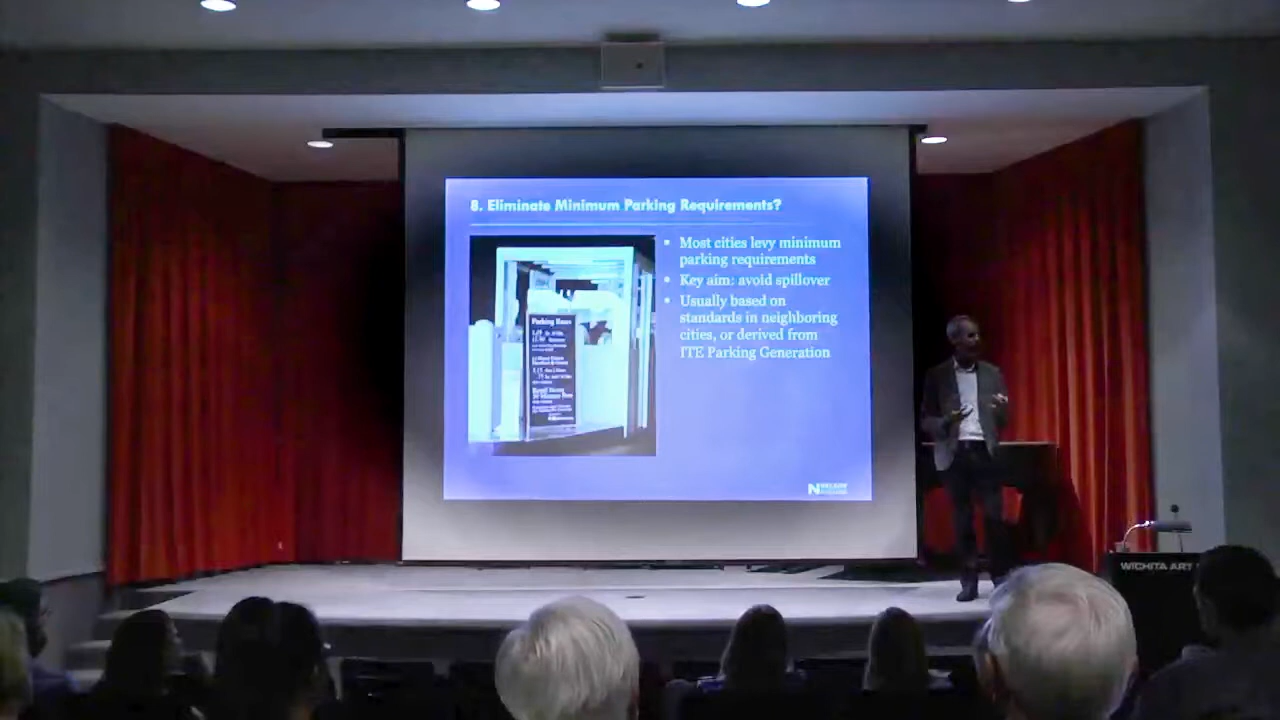 8. Eliminate Minimum Parking Requirements?
Most cities levy minimum
parking requirements
Key aim: avoid spillover
Usually based on
standards in neighboring
cities, or derived from
ITE Parking Generation
Parking Rates
WICHITA ART